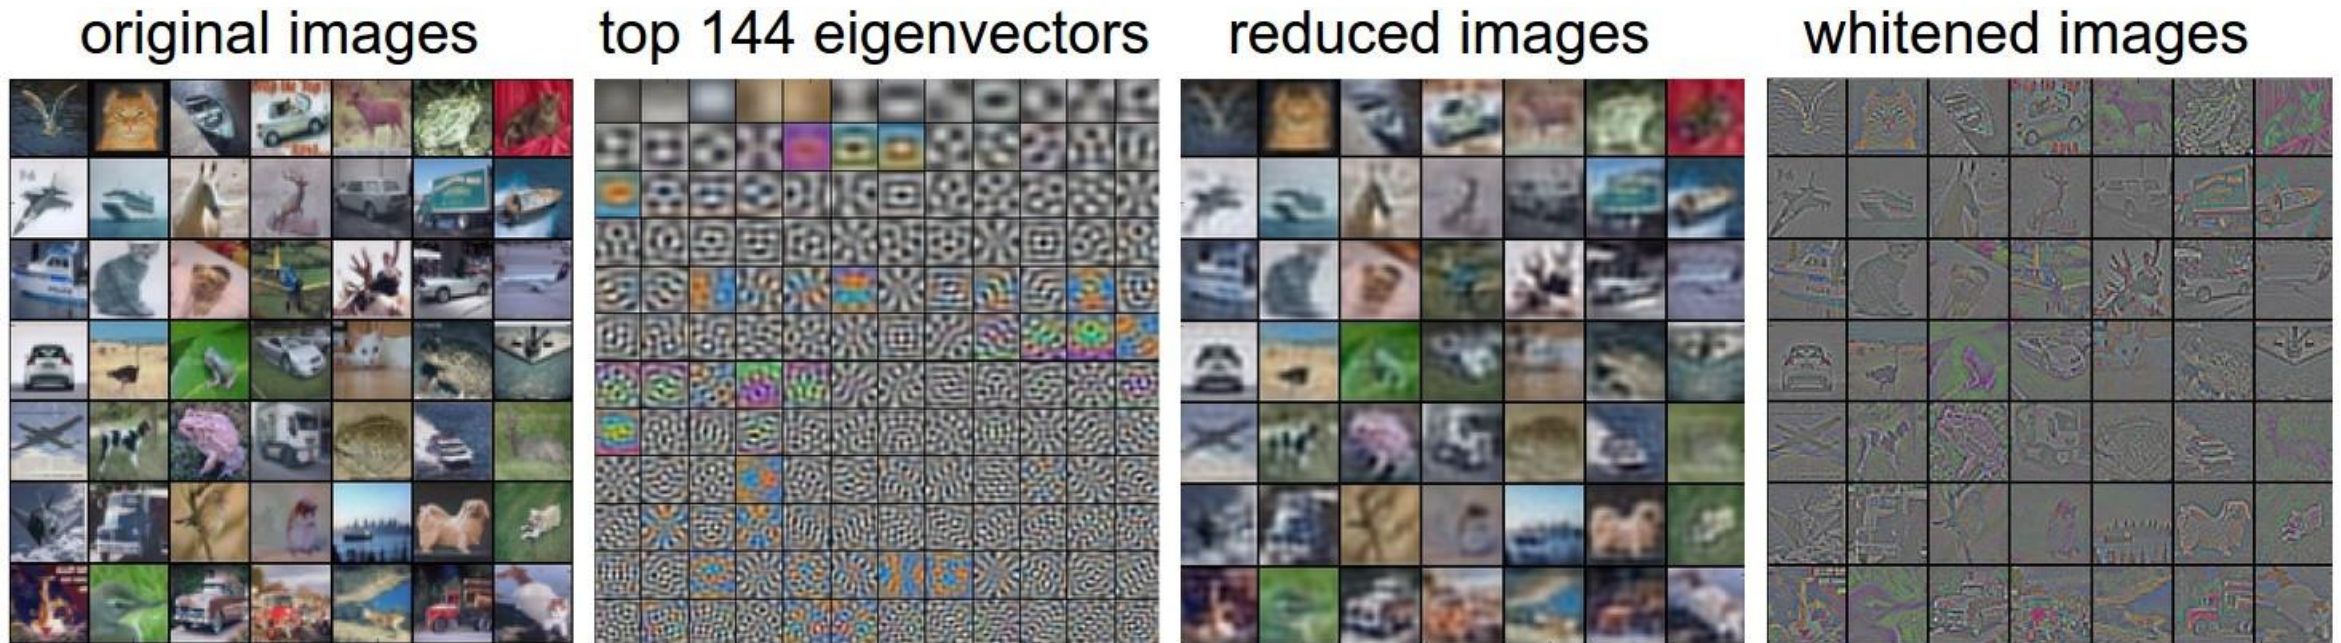 original images
top 144 eigenvectors
reduced images
whitened images